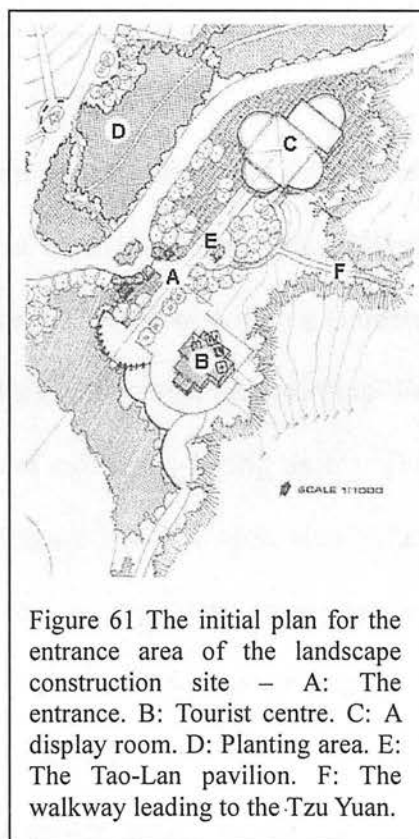 D
C
E
A
F
B
SCALE 1:1000
Figure 61 The initial plan for the
entrance area of the landscape
construction site – A: The
entrance. B: Tourist centre. C: A
display room. D: Planting area. E:
The Tao-Lan pavilion. F: The
walkway leading to the Tzu Yuan.